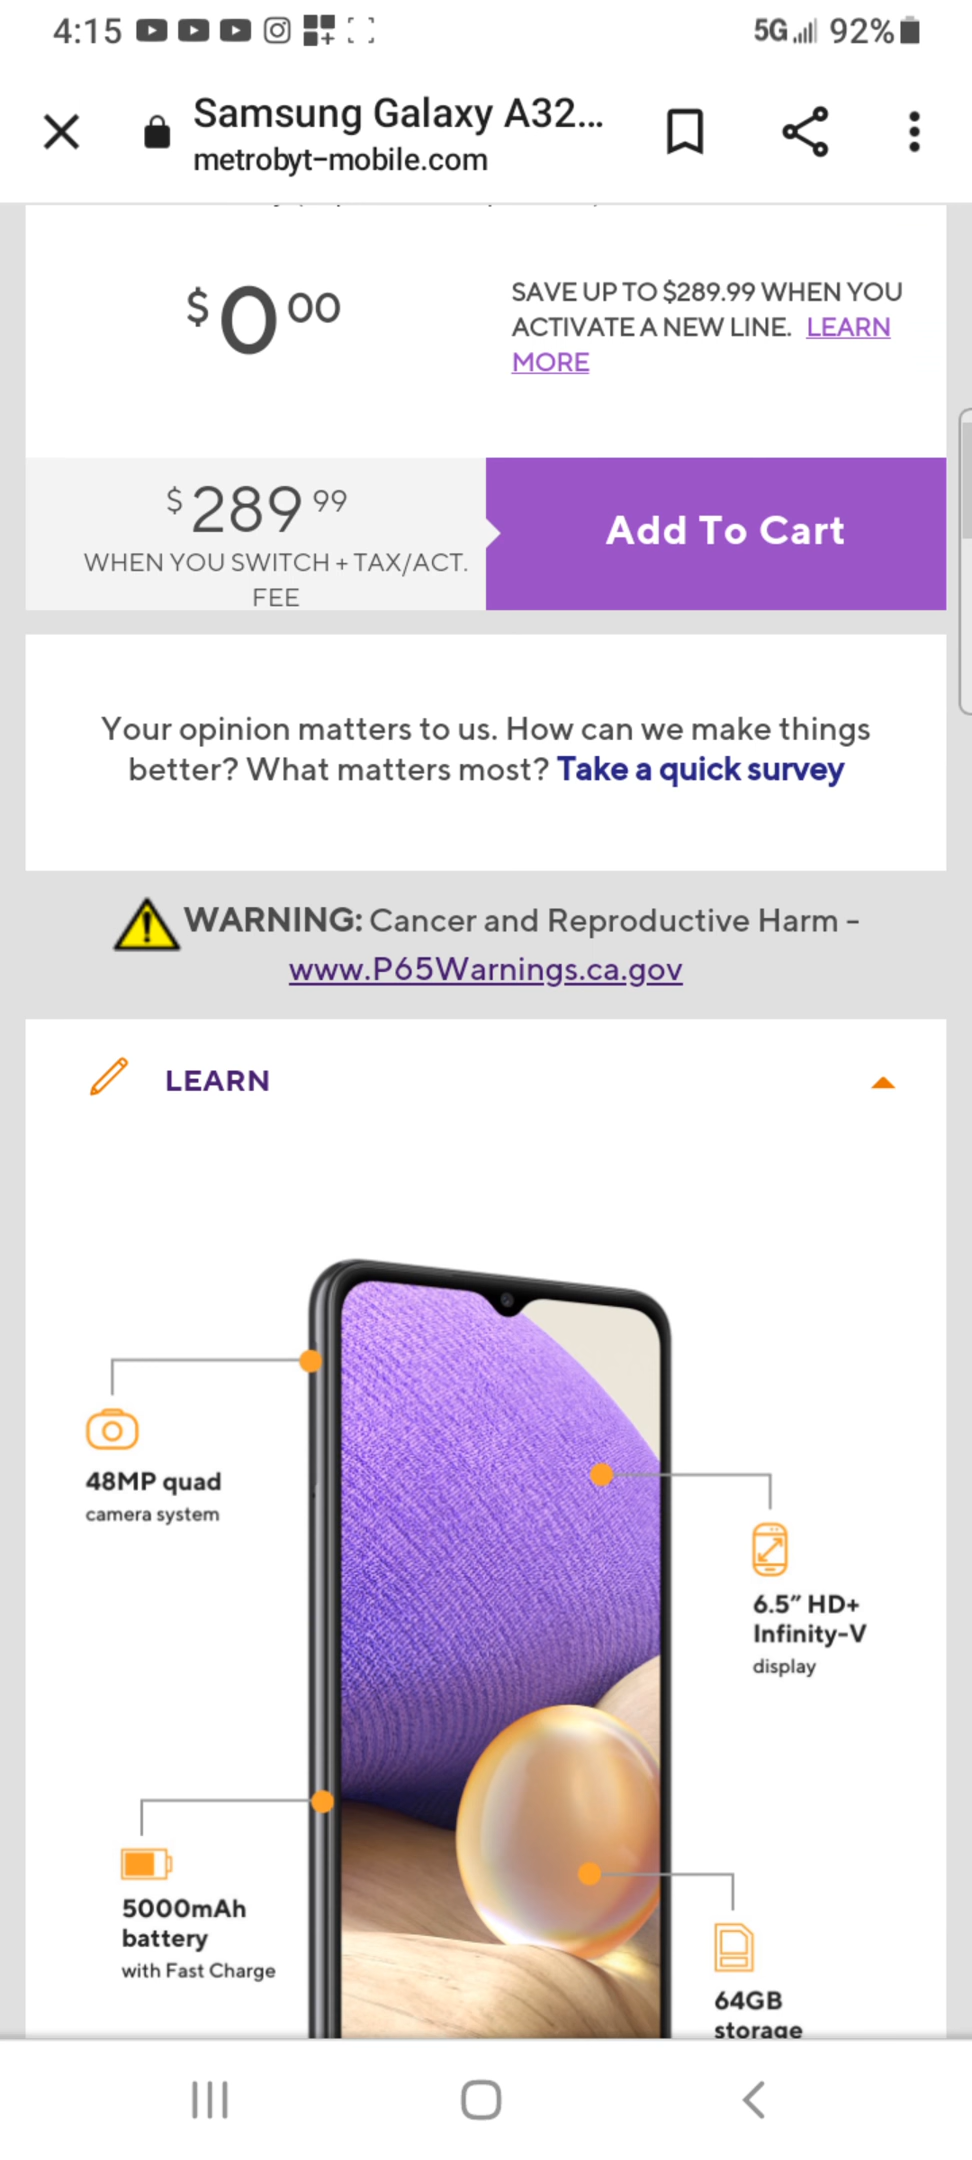 4:15
5G 92%
Samsung Galaxy A32...
metrobyt-mobile.com
$0 00
SAVE UP TO $289.99 WHEN YOU
ACTIVATE A NEW LINE. LEARN
MORE
$289 99
WHEN YOU SWITCH + TAX/ACT.
FEE
Add To Cart
Your opinion matters to us. How can we make things
better? What matters most? Take a quick survey
WARNING: Cancer and Reproductive Harm -
www.P65Warnings.ca.gov
LEARN
48MP quad
camera system
6.5” HD+
Infinity-V
display
5000mAh
battery
with Fast Charge
64GB
storage